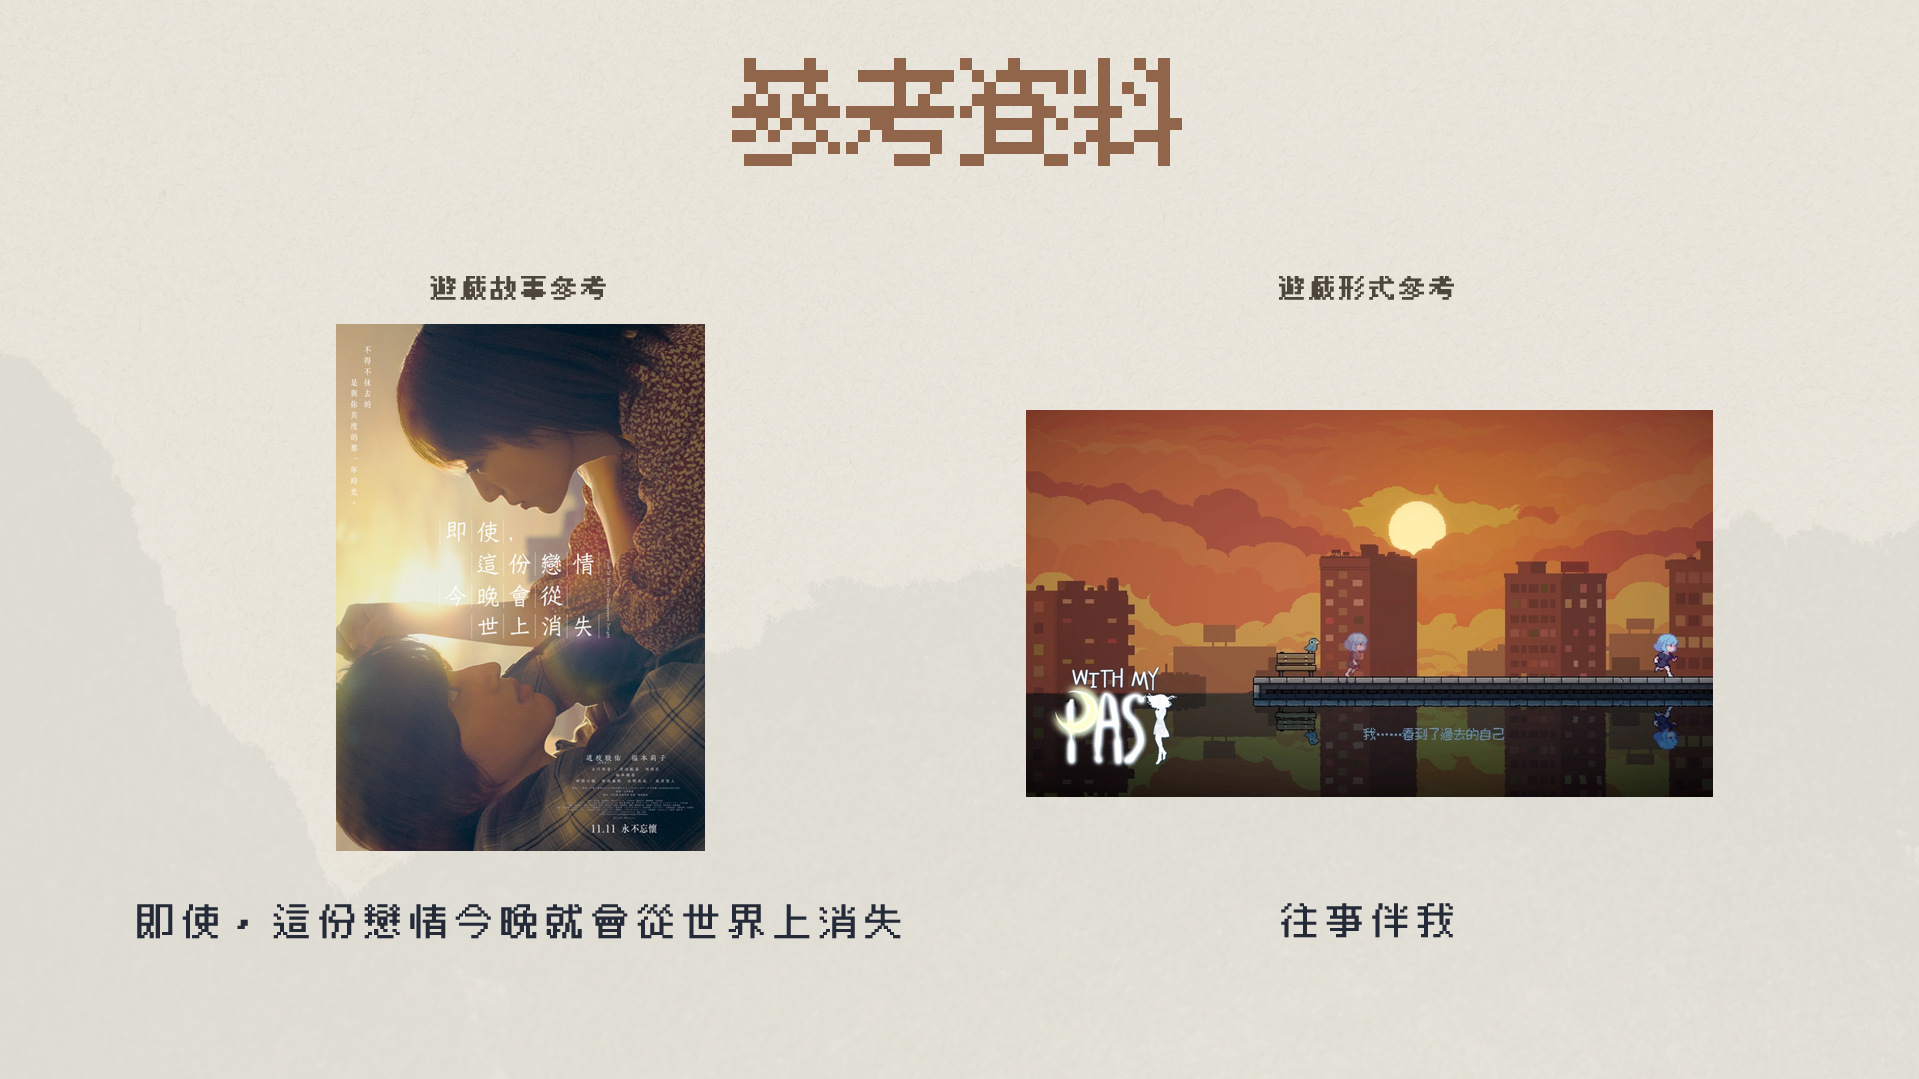 參考資料
遊戲故事參考
不得不抹去的
是與你共度的那一年時光。
即使,
這份戀情
今晚會從
世上消失
道枝駿佑 福本莉子
11.11 永不忘懷
即使,這份戀情今晚就會從世界上消失
遊戲形式參考
WITH MY
PAST
我……看到了過去的自己
往事伴我